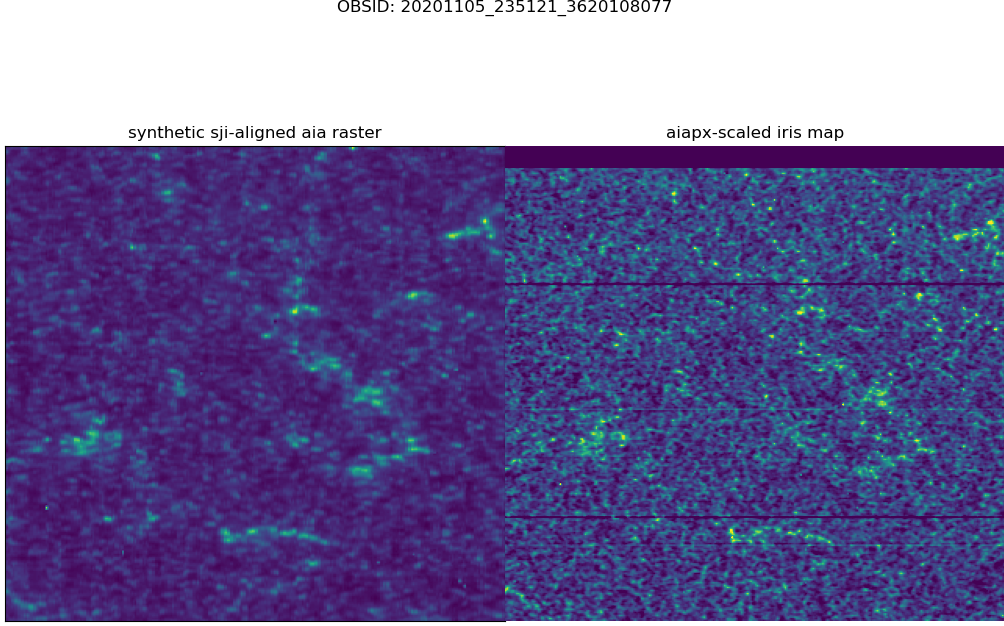 OBSID: 20201105_235121_3620108077
synthetic sji-aligned aia raster
aiapx-scaled iris map